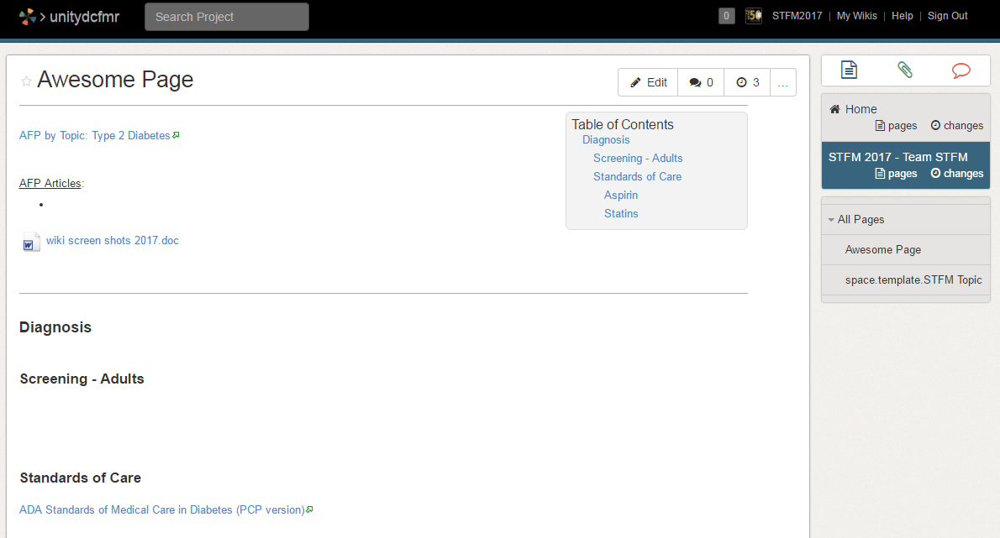 unitydcfmr
Search Project
0
50
STFM2017 | My Wikis | Help | Sign Out
Awesome Page
Edit
0
3
...
AFP by Topic: Type 2 Diabetes
AFP Articles:
•
wiki screen shots 2017.doc
Table of Contents
Diagnosis
Screening - Adults
Standards of Care
Aspirin
Statins
Diagnosis
Screening - Adults
Standards of Care
ADA Standards of Medical Care in Diabetes (PCP version)
Home
pages changes
STFM 2017 - Team STFM
pages changes
All Pages
Awesome Page
space.template.STFM Topic